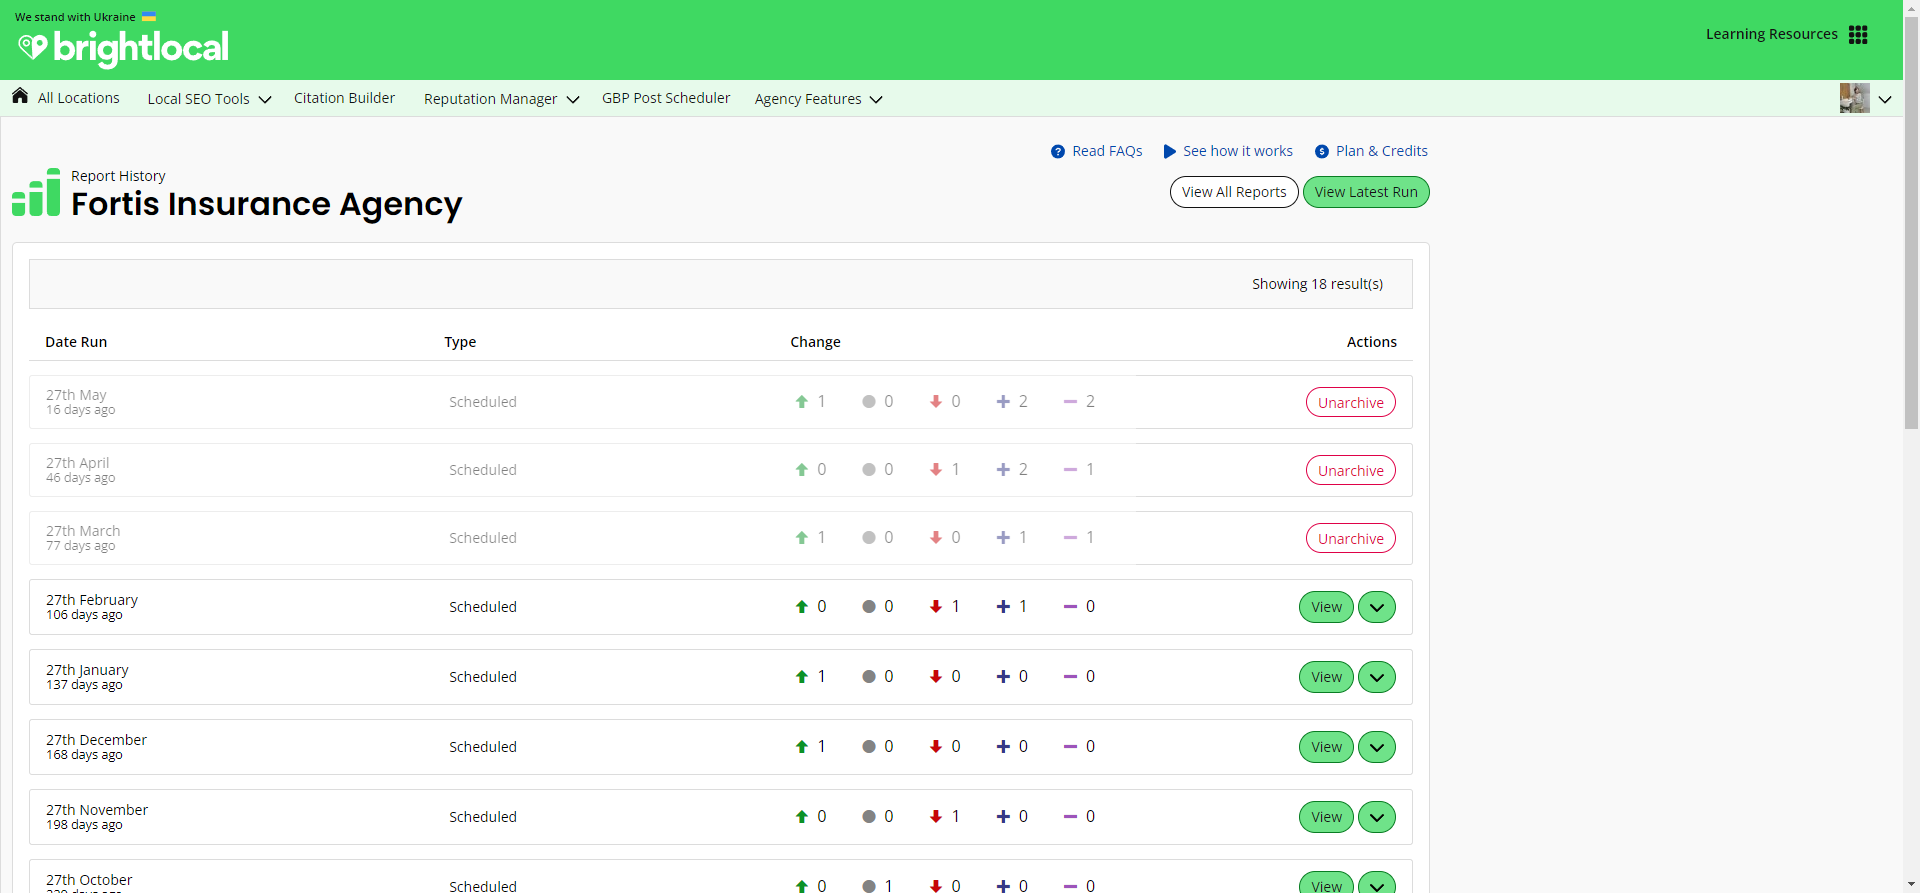 We stand with Ukraine
brightlocal
Learning Resources
All Locations Local SEO Tools Citation Builder Reputation Manager GBP Post Scheduler Agency Features
Read FAQs See how it works Plan & Credits
Report History
Fortis Insurance Agency
View All Reports View Latest Run
Showing 18 result(s)
Date Run Type Change Actions
27th May
16 days ago
Scheduled 1 0 0 2 2 Unarchive
27th April
46 days ago
Scheduled 0 0 1 2 1 Unarchive
27th March
77 days ago
Scheduled 1 0 0 1 1 Unarchive
27th February
106 days ago
Scheduled 0 0 1 1 0 View
27th January
137 days ago
Scheduled 1 0 0 0 0 View
27th December
168 days ago
Scheduled 1 0 0 0 0 View
27th November
198 days ago
Scheduled 0 0 1 0 0 View
27th October
Scheduled 0 1 0 0 0 View